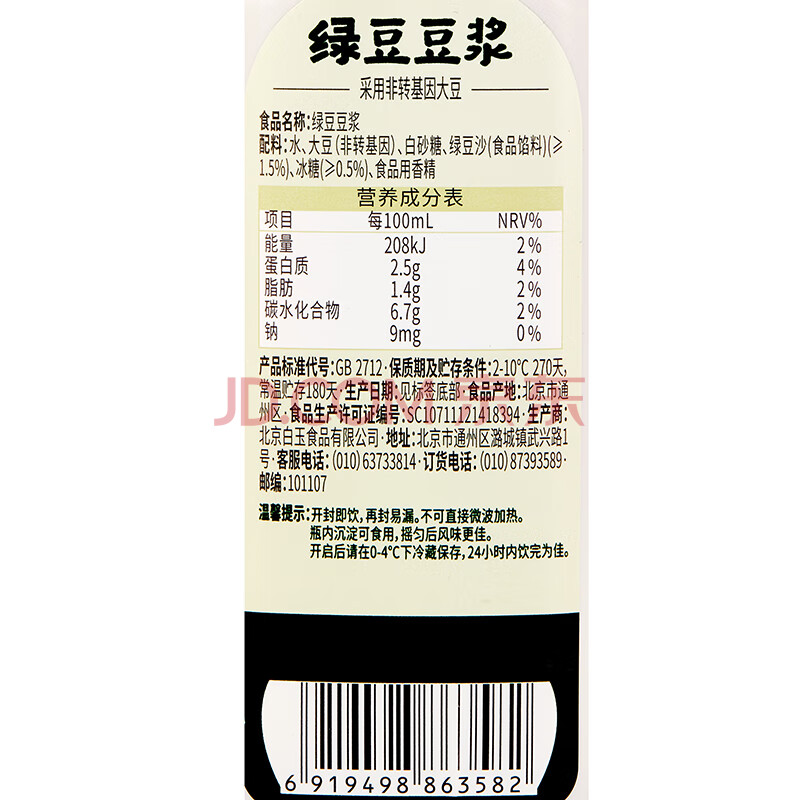 绿豆豆浆
采用非转基因大豆
食品名称:绿豆豆浆
配料:水、大豆(非转基因)、白砂糖、绿豆沙(食品馅料)(≥
1.5%)、冰糖(≥0.5%)、食品用香精
营养成分表
项目 每100mL NRV%
能量 208kJ 2%
蛋白质 2.5g 4%
脂肪 1.4g 2%
碳水化合物 6.7g 2%
钠 9mg 0%
产品标准代号:GB 2712·保质期及贮存条件:2-10°C 270天,
常温贮存180天·生产日期:见标签底部·食品产地:北京市通
州区·食品生产许可证编号:SC10711121418394·生产商:
北京白玉食品有限公司·地址:北京市通州区潞城镇武兴路1
号·客服电话:(010)63733814·订货电话:(010)87393589·
邮编:101107
温馨提示:开封即饮,再封易漏。不可直接微波加热。
瓶内沉淀可食用,摇匀后风味更佳。
开启后请在0-4°C下冷藏保存,24小时内饮完为佳。
JD.COM 京东
6 919498 863582